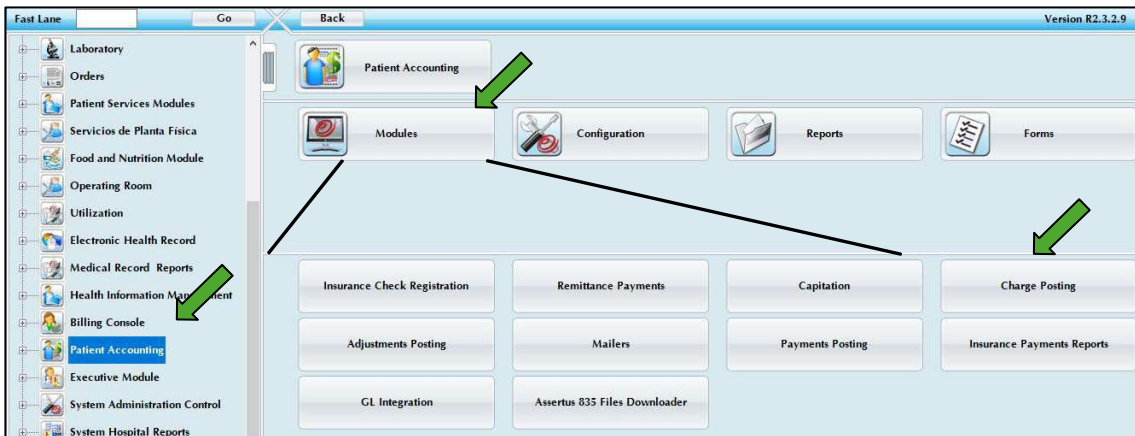 Fast Lane Go Back Version R2.3.2.9
Laboratory
Orders
Patient Services Modules
Servicios de Planta Física
Food and Nutrition Module
Operating Room
Utilization
Electronic Health Record
Medical Record Reports
Health Information
Billing Console
Patient Accounting
Executive Module
System Administration Control
System Hospital Reports
Patient Accounting
Modules Configuration Reports Forms
Insurance Check Registration Remittance Payments Capitation Charge Posting
Adjustments Posting Mailers Payments Posting Insurance Payments Reports
GL Integration Assertus 835 Files Downloader